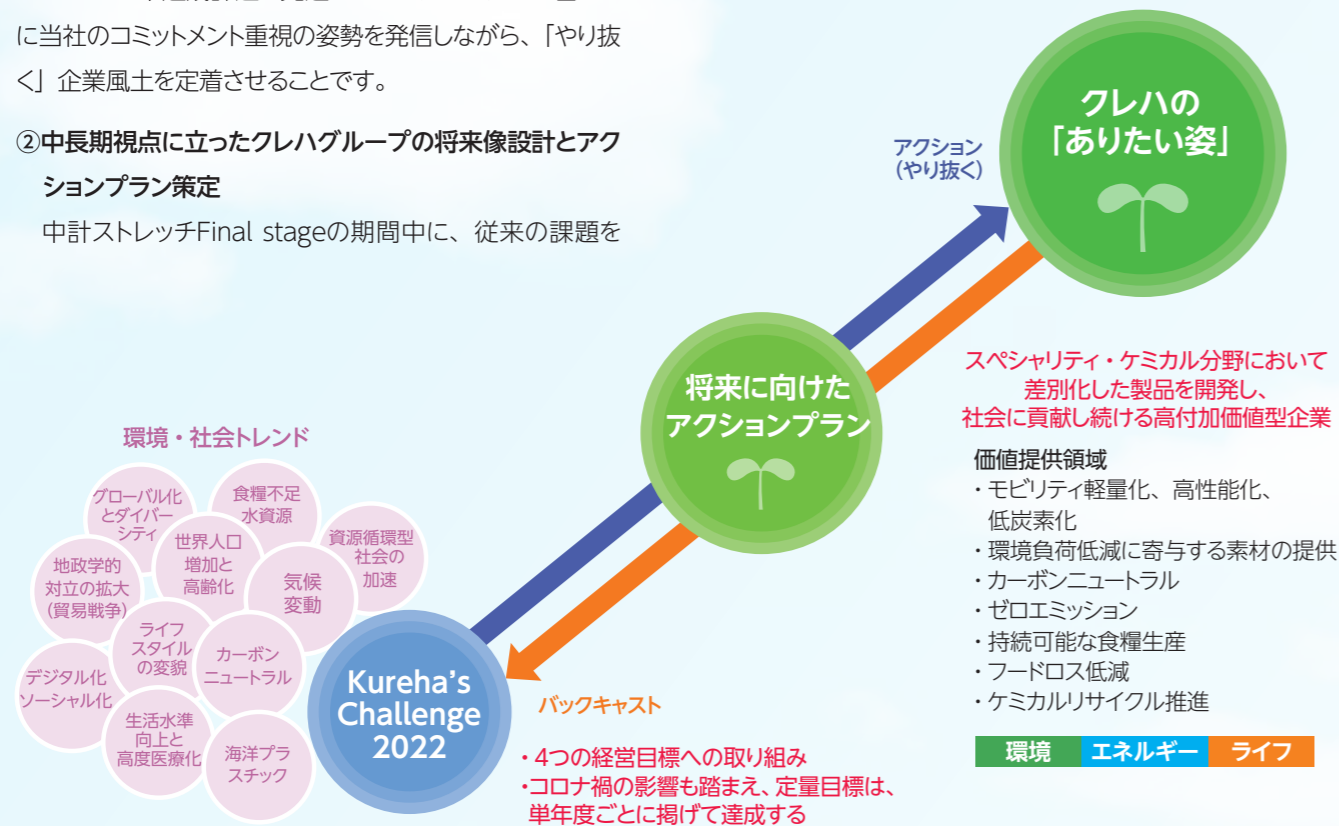 に当社のコミットメント重視の姿勢を発信しながら、「やり抜
く」企業風土を定着させることです。
②中長期視点に立ったクレハグループの将来像設計とアク
ションプラン策定
中計ストレッチFinal stageの期間中に、従来の課題を
クレハの
「ありたい姿」
アクション
(やり抜く)
将来に向けた
アクションプラン
スペシャリティ・ケミカル分野において
差別化した製品を開発し、
社会に貢献し続ける高付加価値型企業
価値提供領域
・モビリティ軽量化、高性能化、
低炭素化
・環境負荷低減に寄与する素材の提供
・カーボンニュートラル
・ゼロエミッション
・持続可能な食糧生産
・フードロス低減
・ケミカルリサイクル推進
環境 エネルギー ライフ
環境・社会トレンド
グローバル化
とダイバー
シティ
食糧不足
水資源
世界人口
増加と
高齢化
資源循環型
社会の
加速
地政学的
対立の拡大
(貿易戦争)
気候
変動
ライフ
スタイル
の変貌
カーボン
ニュートラル
デジタル化
ソーシャル化
生活水準
向上と
高度医療化
海洋プラ
スチック
Kureha's
Challenge
2022
バックキャスト
・4つの経営目標への取り組み
・コロナ禍の影響も踏まえ、定量目標は、
単年度ごとに掲げて達成する